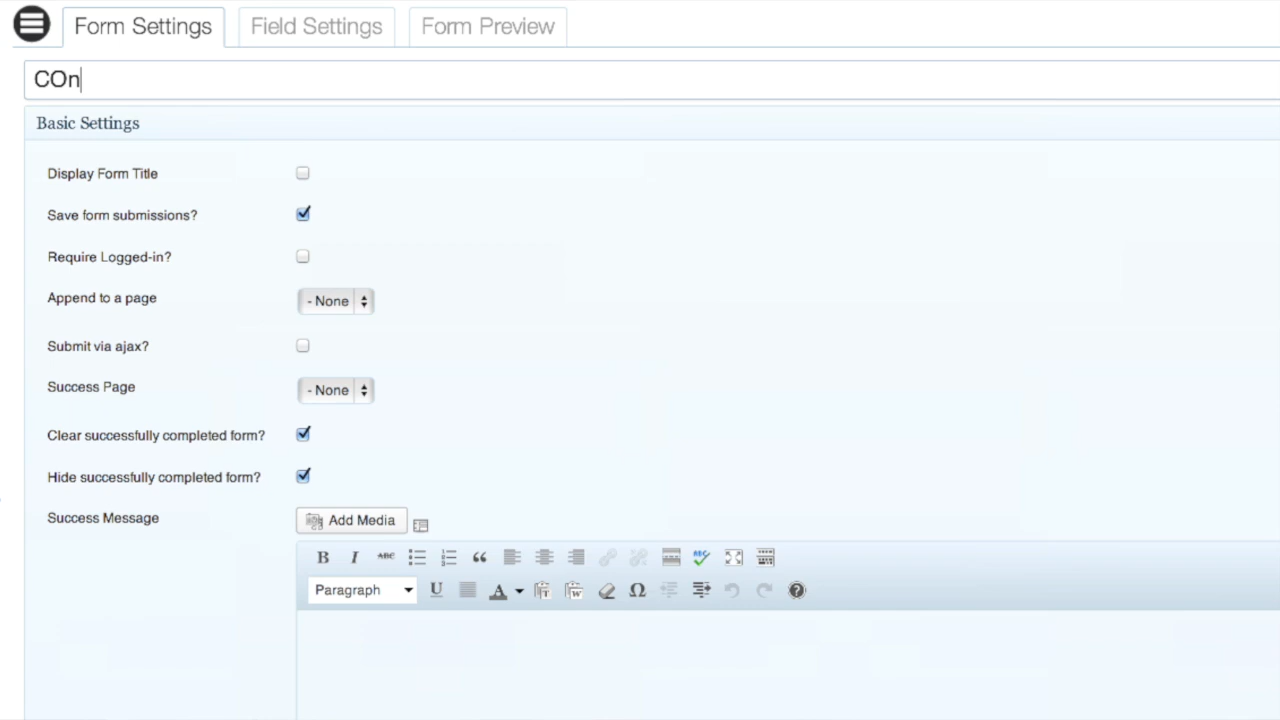 Form Settings Field Settings Form Preview
COn
Basic Settings
Display Form Title
Save form submissions?
Require Logged-in?
Append to a page - None
Submit via ajax?
Success Page - None
Clear successfully completed form?
Hide successfully completed form?
Success Message Add Media
B I ABC ABC
Paragraph U A T W Ω ?